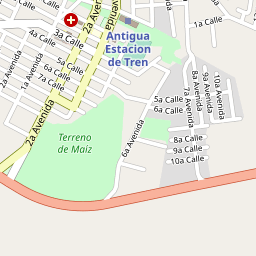 1a Calle
2a Avenida
3a Calle
4a Calle
Antigua
Estacion
de Tren
2a Avenida
1a Avenida
5a Calle
6a Calle
7a Calle
5a Calle
6a Calle
7a Avenida
8a Avenida
9a Avenida
10a Avenida
2a Avenida
Terreno
de Maíz
6a Avenida
8a Calle
9a Calle
10a Calle